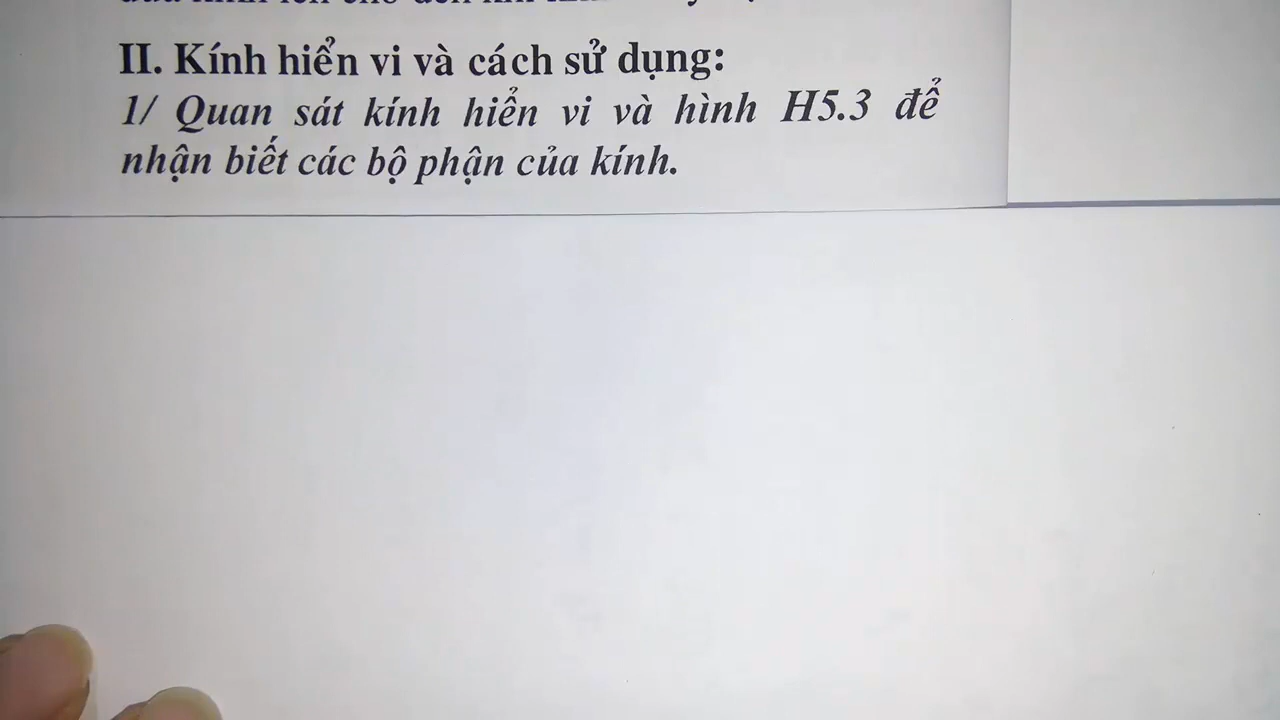 II. Kính hiển vi và cách sử dụng:
1/ Quan sát kính hiển vi và hình H5.3 để
nhận biết các bộ phận của kính.